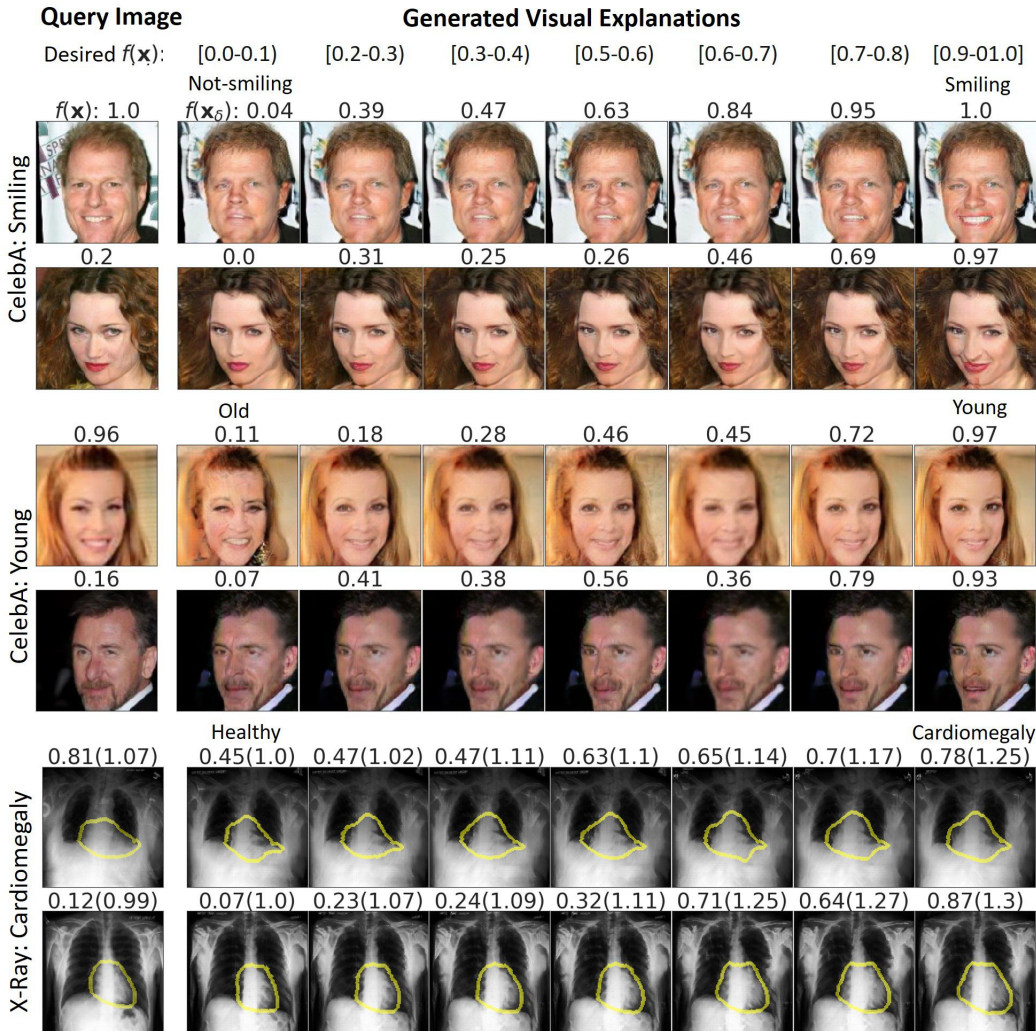 Query Image Generated Visual Explanations
Desired f(x): [0.0-0.1) [0.2-0.3) [0.3-0.4) [0.5-0.6) [0.6-0.7) [0.7-0.8) [0.9-01.0]
Not-smiling Smiling
f(x): 1.0 f(xδ): 0.04 0.39 0.47 0.63 0.84 0.95 1.0
CelebA: Smiling
0.2 0.0 0.31 0.25 0.26 0.46 0.69 0.97
Old Young
0.96 0.11 0.18 0.28 0.46 0.45 0.72 0.97
CelebA: Young
0.16 0.07 0.41 0.38 0.56 0.36 0.79 0.93
Healthy Cardiomegaly
0.81(1.07) 0.45(1.0) 0.47(1.02) 0.47(1.11) 0.63(1.1) 0.65(1.14) 0.7(1.17) 0.78(1.25)
X-Ray: Cardiomegaly
0.12(0.99) 0.07(1.0) 0.23(1.07) 0.24(1.09) 0.32(1.11) 0.71(1.25) 0.64(1.27) 0.87(1.3)